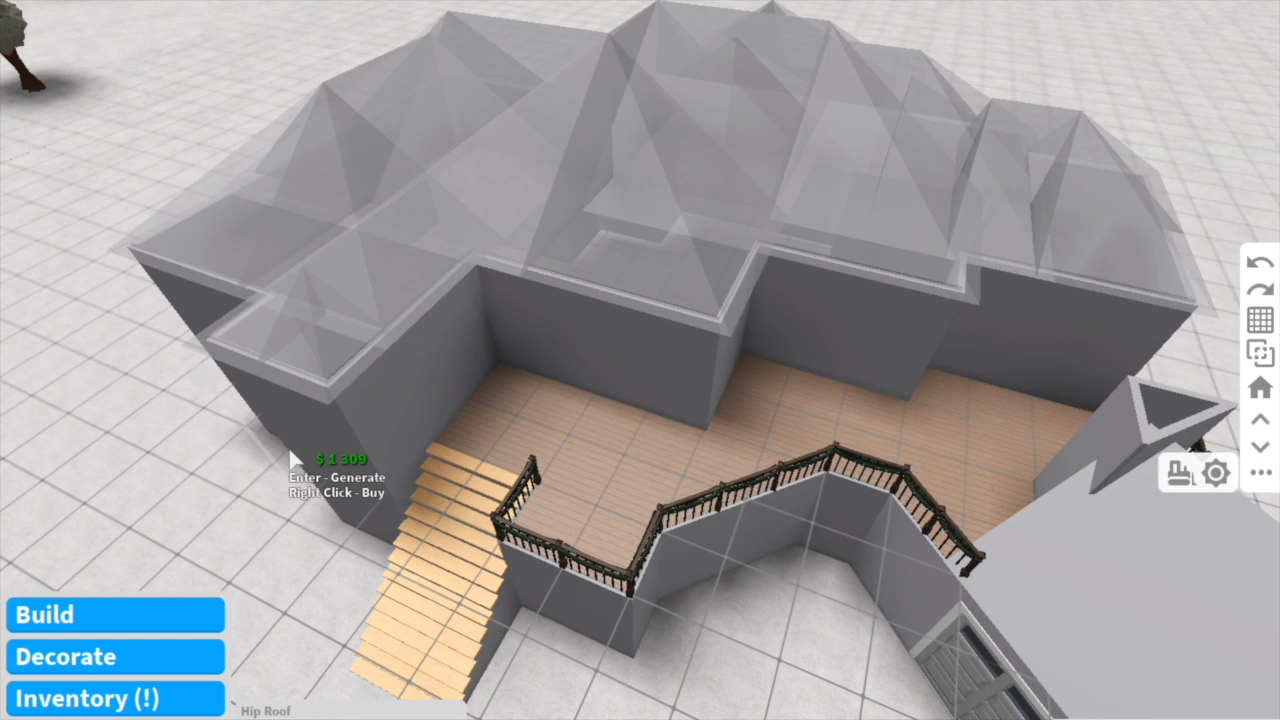 $ 1 309
Enter - Generate
Right Click - Buy
Build
Decorate
Inventory (!)
Hip Roof